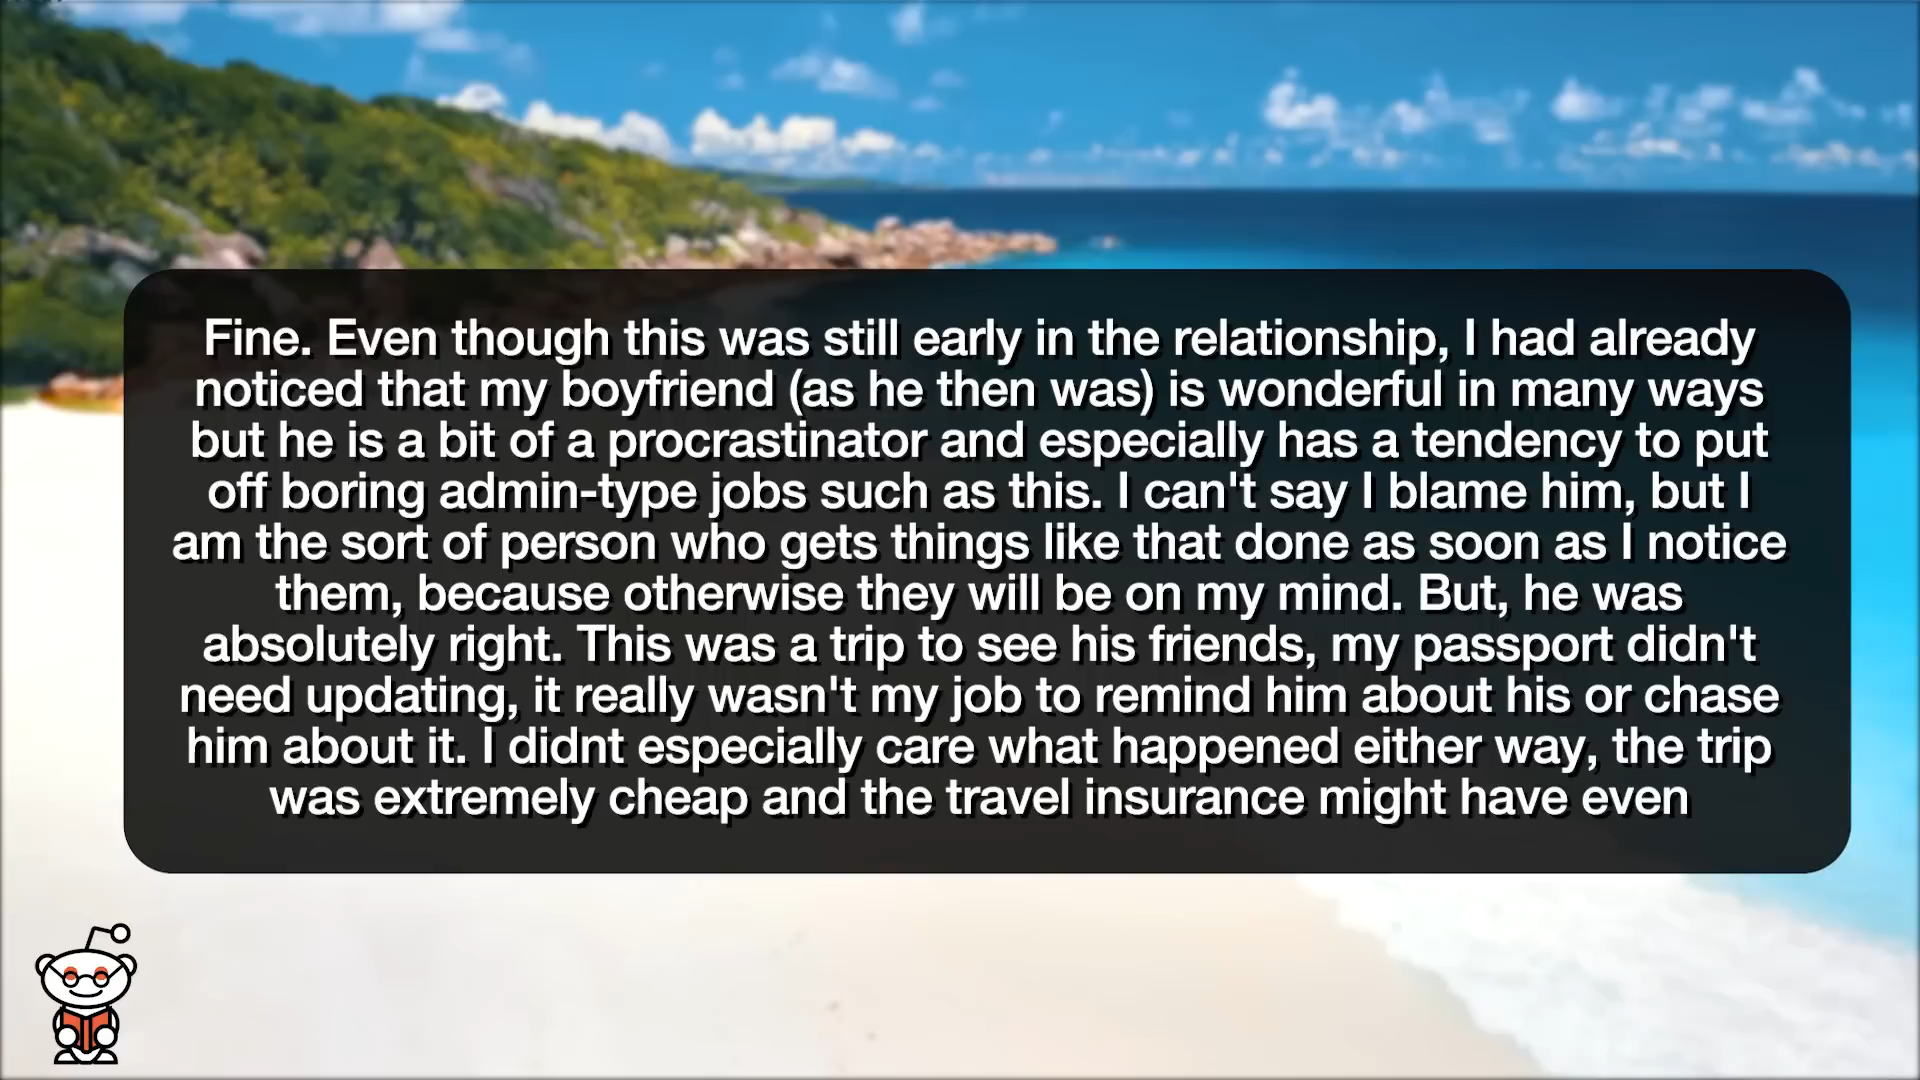 Fine. Even though this was still early in the relationship, I had already
noticed that my boyfriend (as he then was) is wonderful in many ways
but he is a bit of a procrastinator and especially has a tendency to put
off boring admin-type jobs such as this. I can't say I blame him, but I
am the sort of person who gets things like that done as soon as I notice
them, because otherwise they will be on my mind. But, he was
absolutely right. This was a trip to see his friends, my passport didn't
need updating, it really wasn't my job to remind him about his or chase
him about it. I didnt especially care what happened either way, the trip
was extremely cheap and the travel insurance might have even